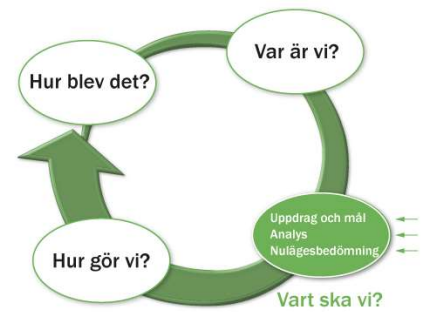 Var är vi?
Hur blev det?
Uppdrag och mål
Analys
Nulägesbedömning
Hur gör vi?
Vart ska vi?